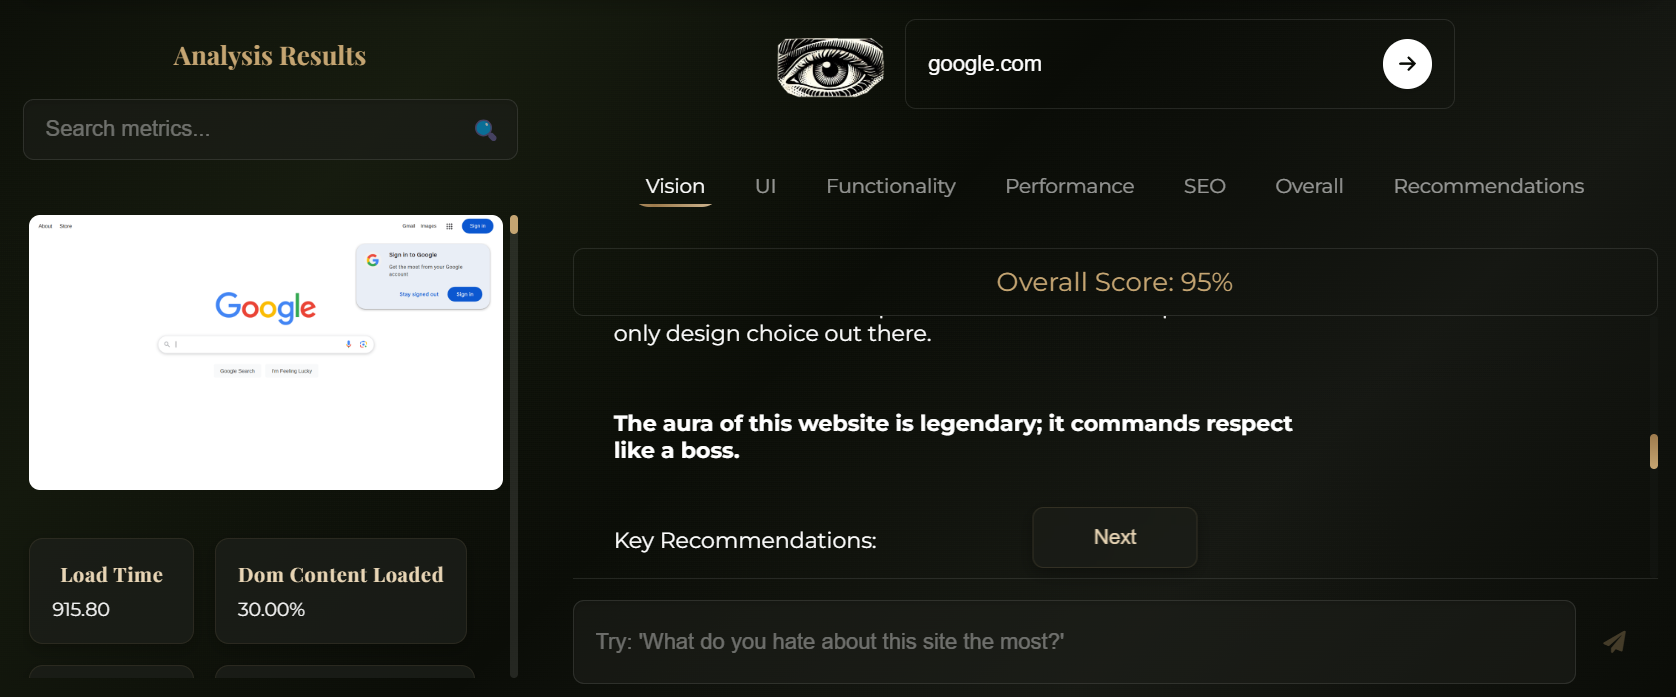 Analysis Results
Search metrics...
google.com
Vision UI Functionality Performance SEO Overall Recommendations
About Store
Gmail Images
Sign in
Sign in to Google
Get the most from your Google
account
Stay signed out Sign in
Google
Google Search I'm Feeling Lucky
Load Time
915.80
Dom Content Loaded
30.00%
Overall Score: 95%
only design choice out there.
The aura of this website is legendary; it commands respect
like a boss.
Key Recommendations:
Next
Try: 'What do you hate about this site the most?'